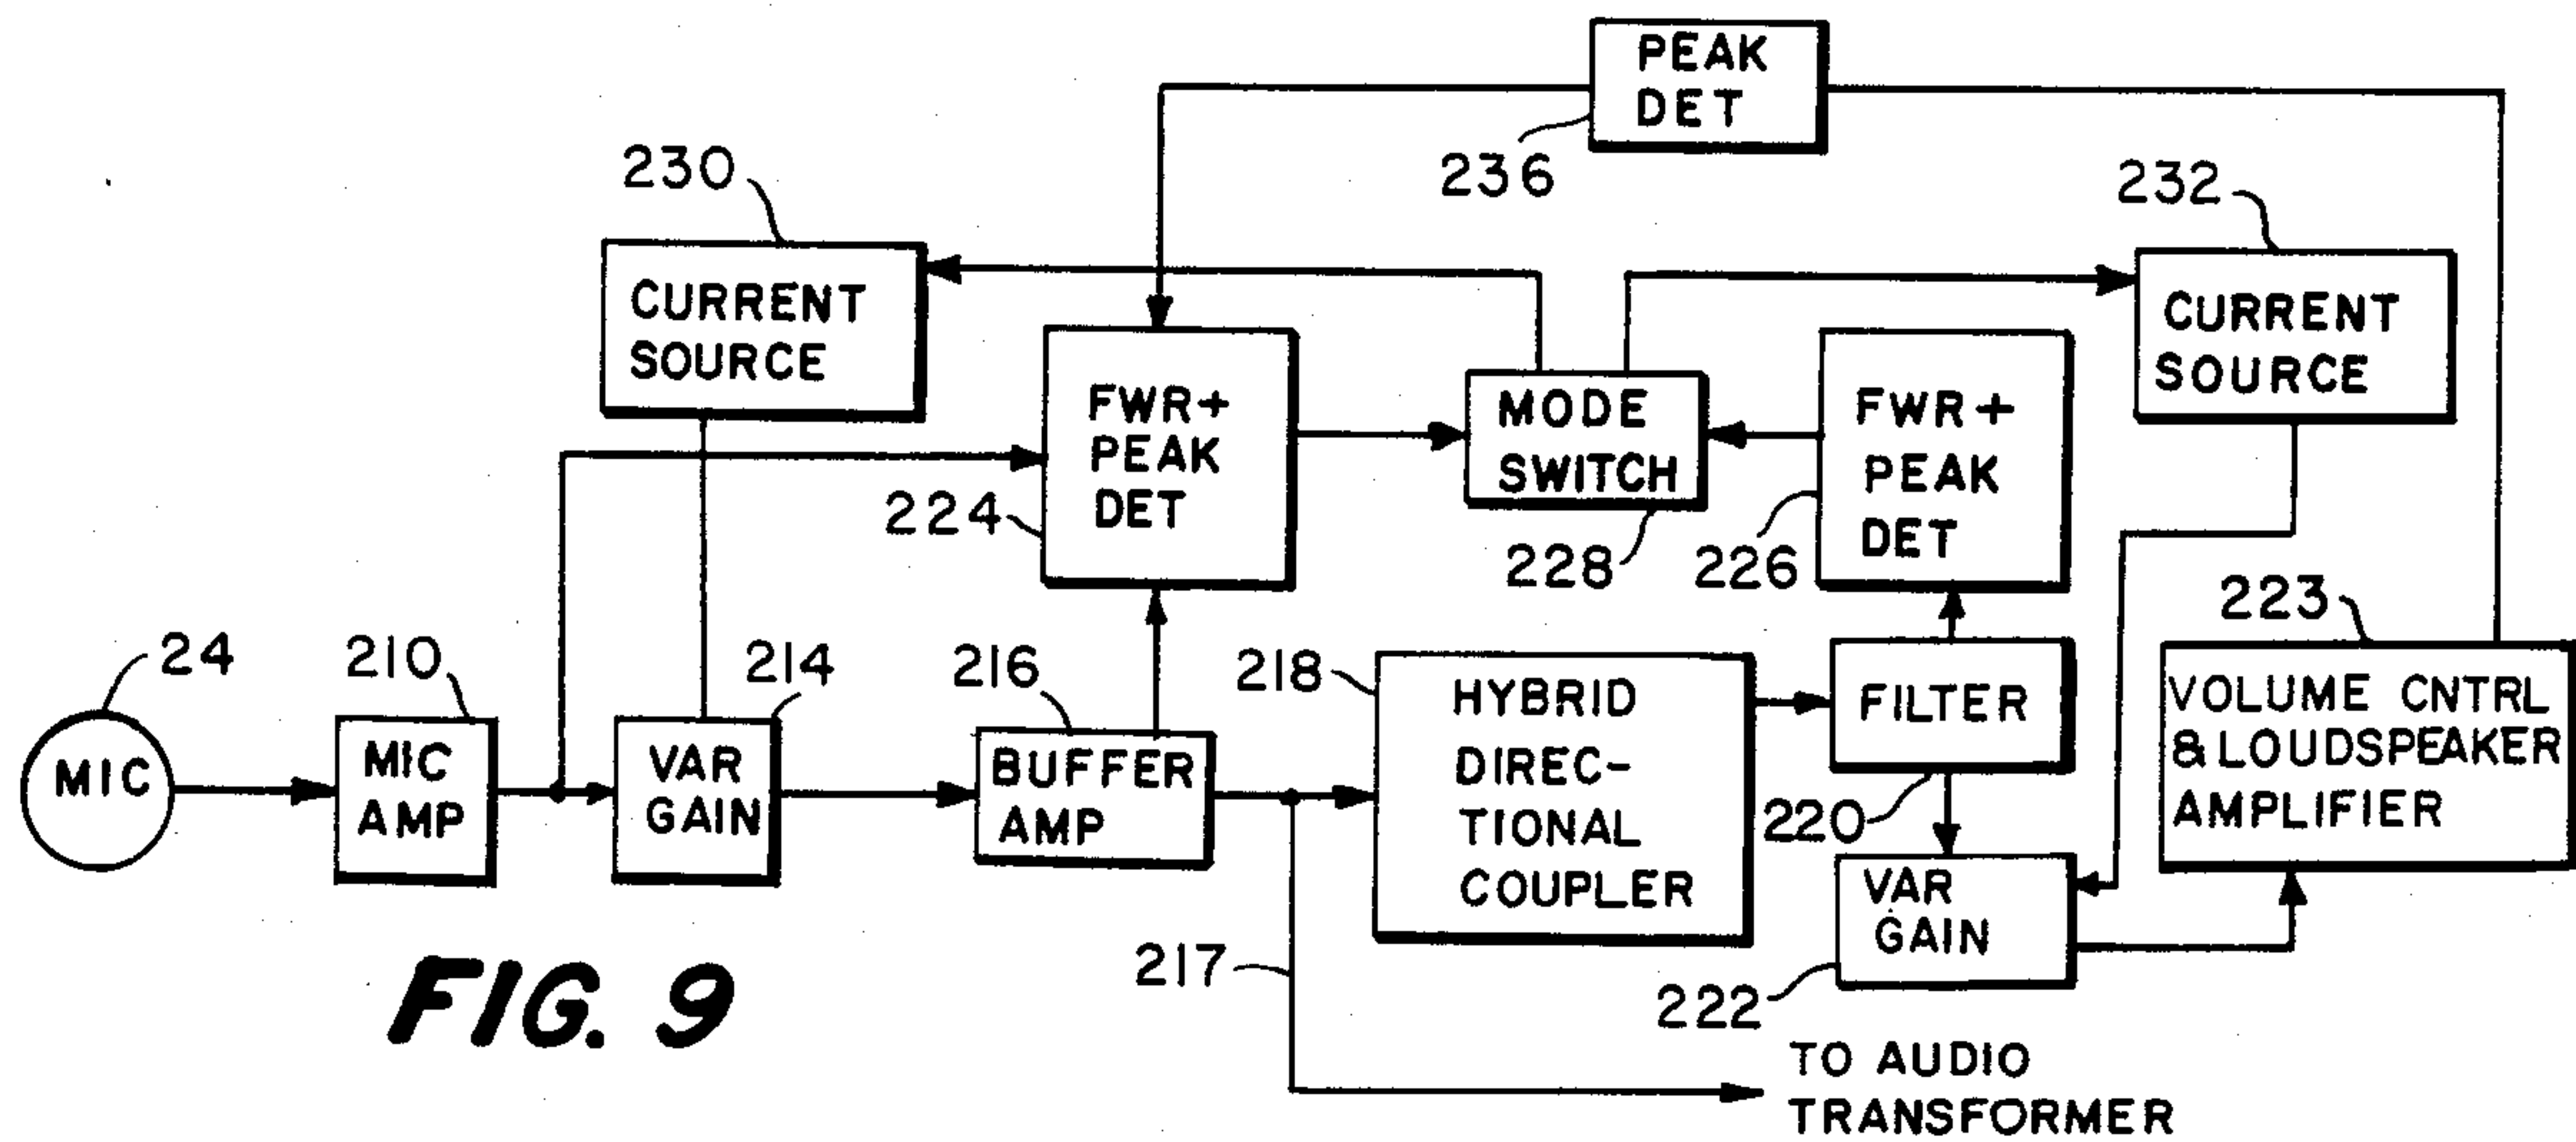 PEAK
DET
236
230
232
CURRENT
SOURCE
CURRENT
SOURCE
FWR+
PEAK
DET
224
MODE
SWITCH
228
FWR+
PEAK
DET
226
223
24
210
214
216
218
MIC
MIC
AMP
VAR
GAIN
BUFFER
AMP
HYBRID
DIREC-
TIONAL
COUPLER
FILTER
220
VOLUME CNTRL
& LOUDSPEAKER
AMPLIFIER
VAR
GAIN
222
217
TO AUDIO
TRANSFORMER
FIG. 9